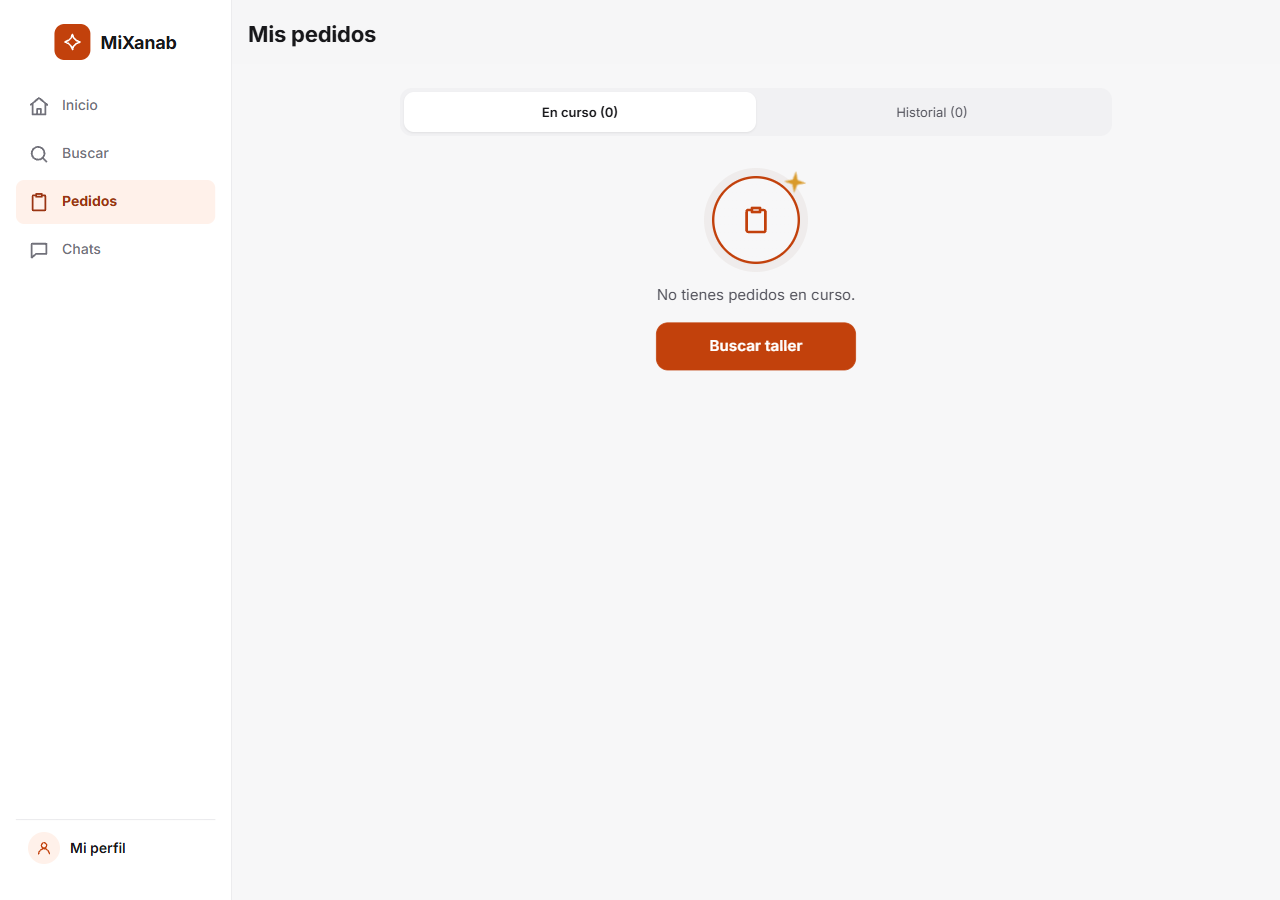 MiXanab
Inicio
Buscar
Pedidos
Chats
Mi perfil
Mis pedidos
En curso (0)
Historial (0)
No tienes pedidos en curso.
Buscar taller